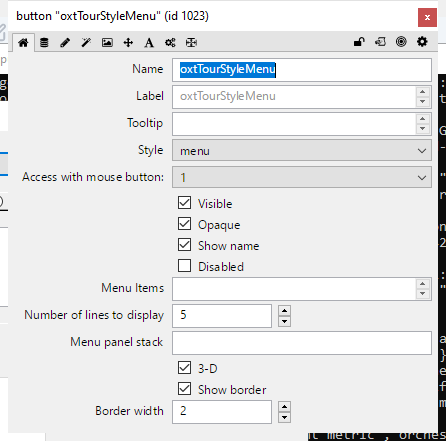 button "oxtTourStyleMenu" (id 1023)
x
A
Name oxtTourStyleMenu
Label oxtTourStyleMenu
Tooltip
Style menu
Access with mouse button: 1
Visible
Opaque
Show name
Disabled
Menu Items
Number of lines to display 5
Menu panel stack
3-D
Show border
Border width 2